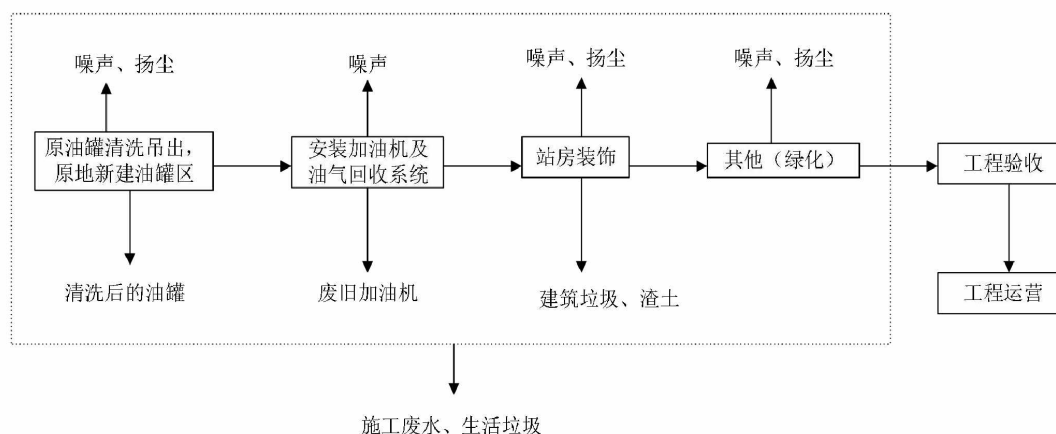 噪声、扬尘
噪声
噪声、扬尘
噪声、扬尘
原油罐清洗吊出，
原地新建油罐区
安装加油机及
油气回收系统
站房装饰
其他（绿化）
工程验收
清洗后的油罐
废旧加油机
建筑垃圾、渣土
工程运营
施工废水、生活垃圾